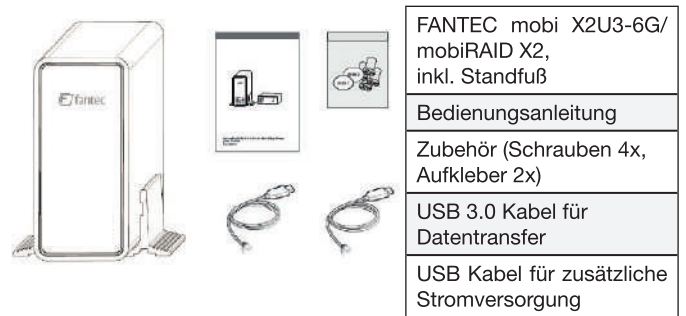 fantec
FANTEC mobi X2U3-6G/
mobiRAID X2,
inkl. Standfuß
Bedienungsanleitung
Zubehör (Schrauben 4x,
Aufkleber 2x)
USB 3.0 Kabel für
Datentransfer
USB Kabel für zusätzliche
Stromversorgung